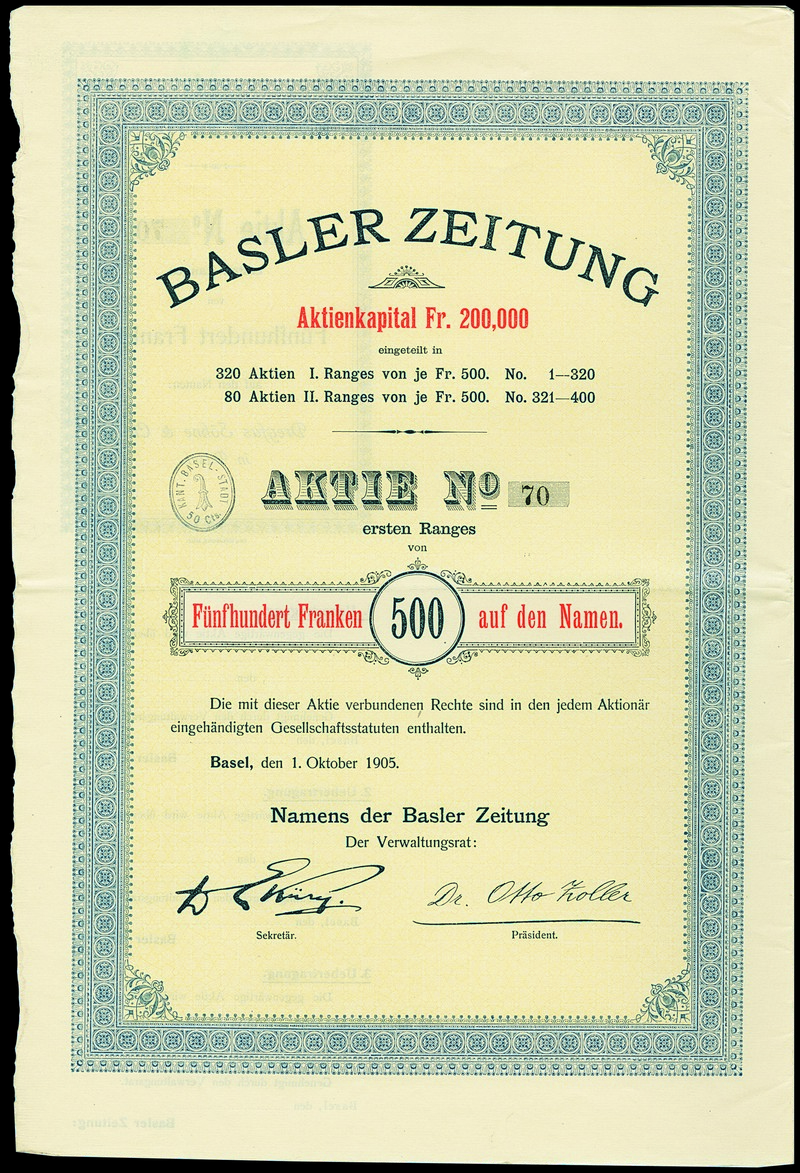 BASLER ZEITUNG
Aktienkapital Fr. 200,000
eingeteilt in
320 Aktien I. Ranges von je Fr. 500. No. 1—320
80 Aktien II. Ranges von je Fr. 500. No. 321—400
KANT. BASEL-STADT
50 Cts.
AKTIE No 70
ersten Ranges
von
Fünfhundert Franken 500 auf den Namen.
Die mit dieser Aktie verbundenen Rechte sind in den jedem Aktionär
eingehändigten Gesellschaftsstatuten enthalten.
Basel, den 1. Oktober 1905.
Namens der Basler Zeitung
Der Verwaltungsrat:
Dr. Otto Zoller
Sekretär.
Präsident.